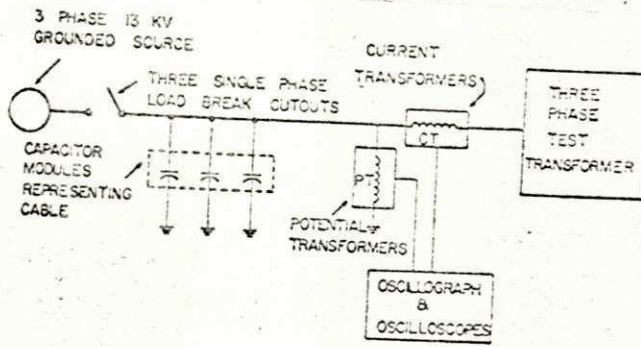 3 PHASE 13 KV
GROUNDED SOURCE
THREE SINGLE PHASE
LOAD BREAK CUTOUTS
CURRENT
TRANSFORMERS
CT
THREE
PHASE
TEST
TRANSFORMER
CAPACITOR
MODULES
REPRESENTING
CABLE
PT
POTENTIAL
TRANSFORMERS
OSCILLOGRAPH
&
OSCILLOSCOPES